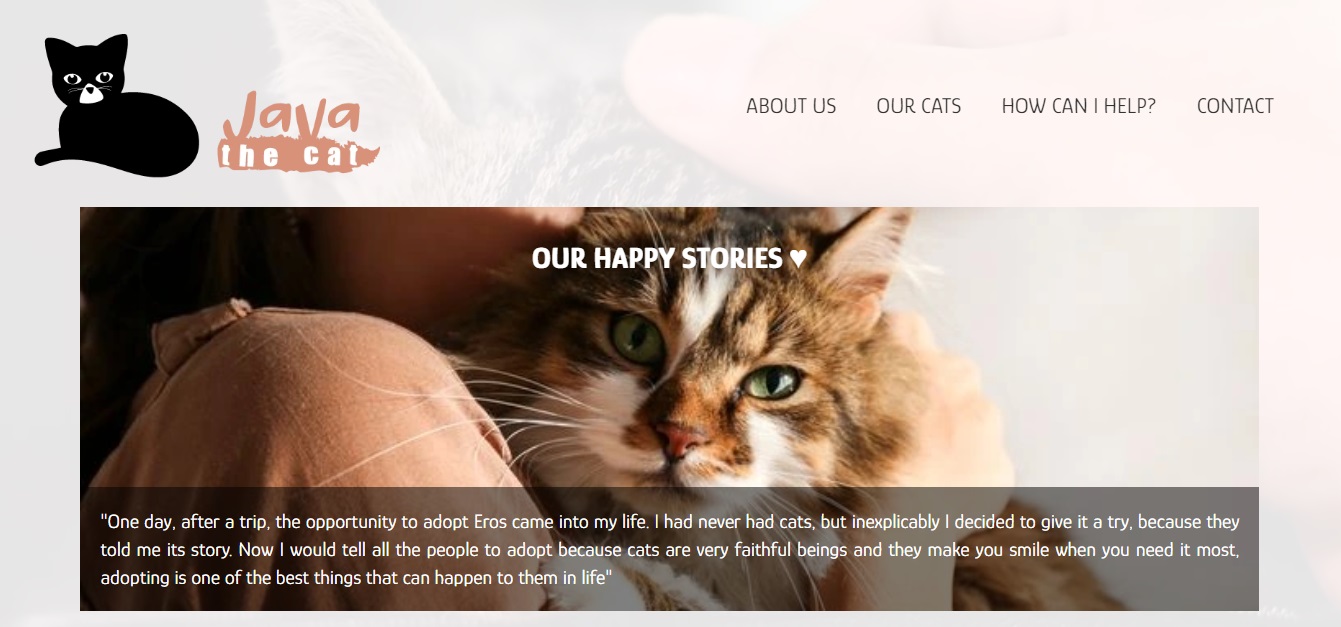 Java
the cat
ABOUT US OUR CATS HOW CAN I HELP? CONTACT
OUR HAPPY STORIES ♥
"One day, after a trip, the opportunity to adopt Eros came into my life. I had never had cats, but inexplicably I decided to give it a try, because they
told me its story. Now I would tell all the people to adopt because cats are very faithful beings and they make you smile when you need it most,
adopting is one of the best things that can happen to them in life"